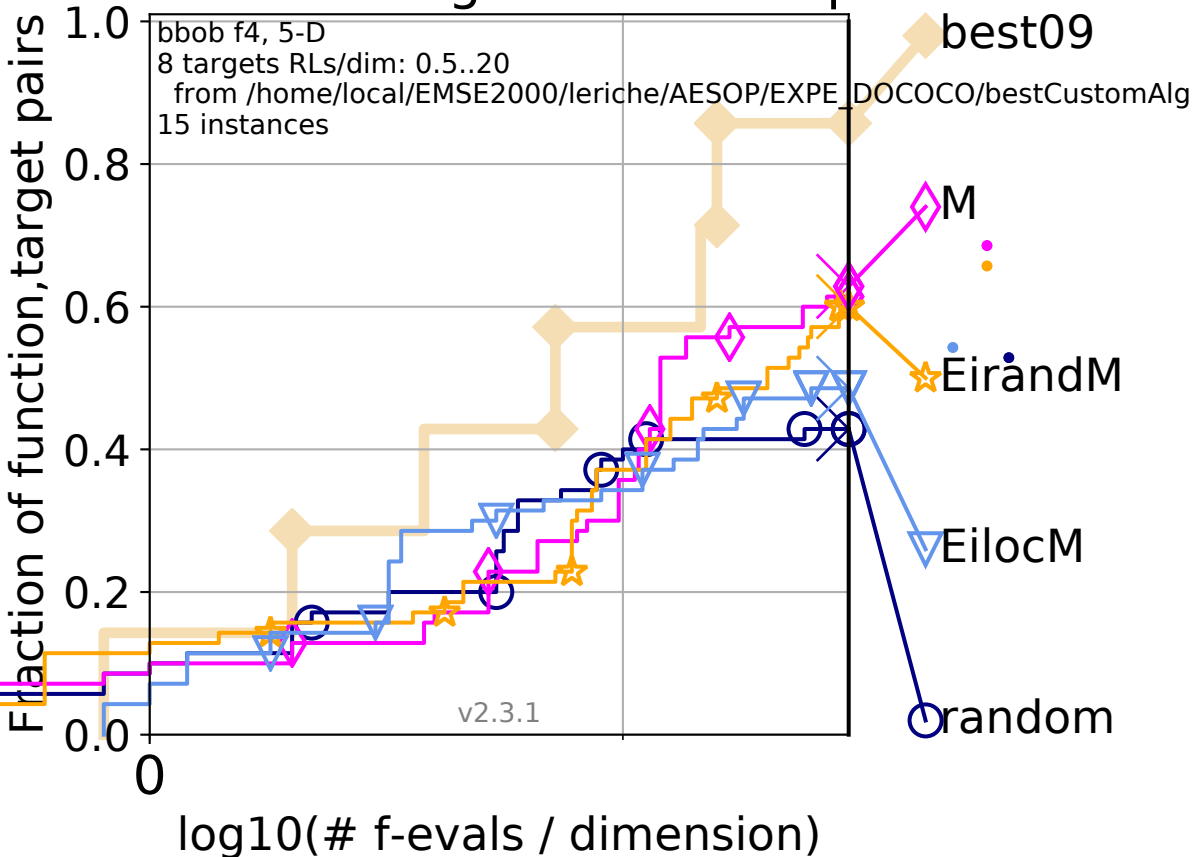 1.0
bbob f4, 5-D
8 targets RLs/dim: 0.5..20
from /home/local/EMSE2000/leriche/AESOP/EXPE_DOCOCO/bestCustomAlg
15 instances
best09
0.8
M
0.6
EirandM
0.4
EilocM
0.2
v2.3.1
random
0.0
0
Fraction of function,target pairs
log10(# f-evals / dimension)